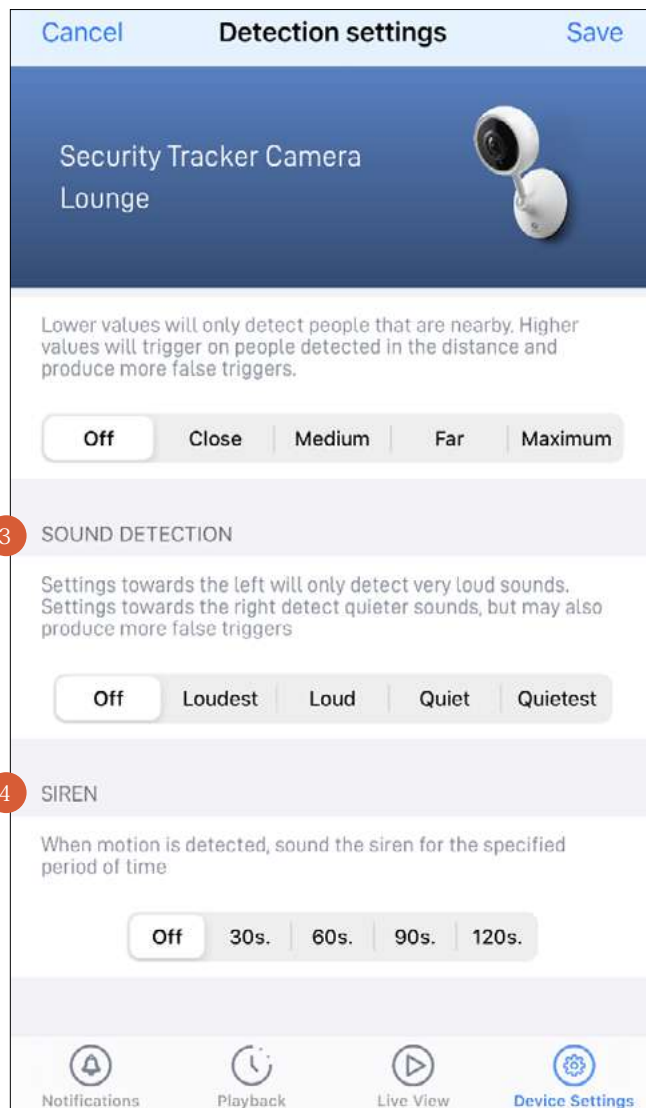 Cancel Detection settings Save
Security Tracker Camera
Lounge
Lower values will only detect people that are nearby. Higher
values will trigger on people detected in the distance and
produce more false triggers.
Off Close Medium Far Maximum
3 SOUND DETECTION
Settings towards the left will only detect very loud sounds.
Settings towards the right detect quieter sounds, but may also
produce more false triggers
Off Loudest Loud Quiet Quietest
4 SIREN
When motion is detected, sound the siren for the specified
period of time
Off 30s. 60s. 90s. 120s.
Notifications Playback Live View Device Settings